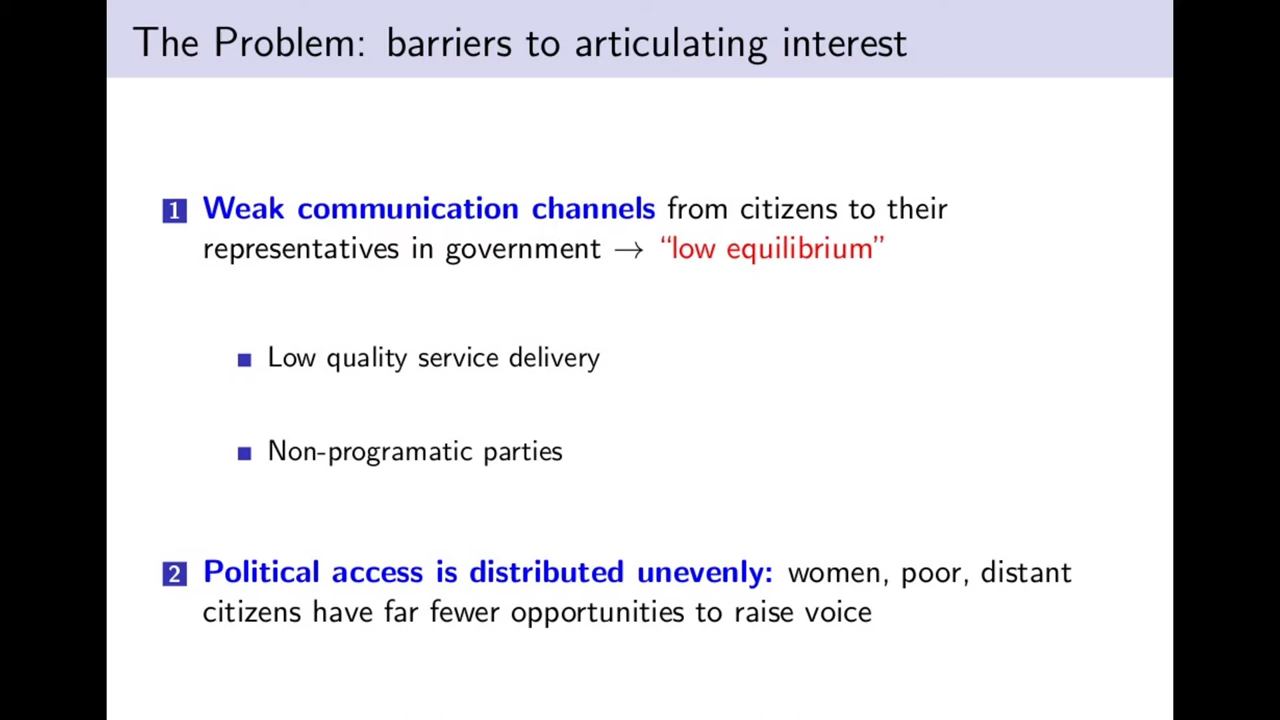 The Problem: barriers to articulating interest
1 Weak communication channels from citizens to their
representatives in government → “low equilibrium”
Low quality service delivery
Non-programatic parties
2 Political access is distributed unevenly: women, poor, distant
citizens have far fewer opportunities to raise voice